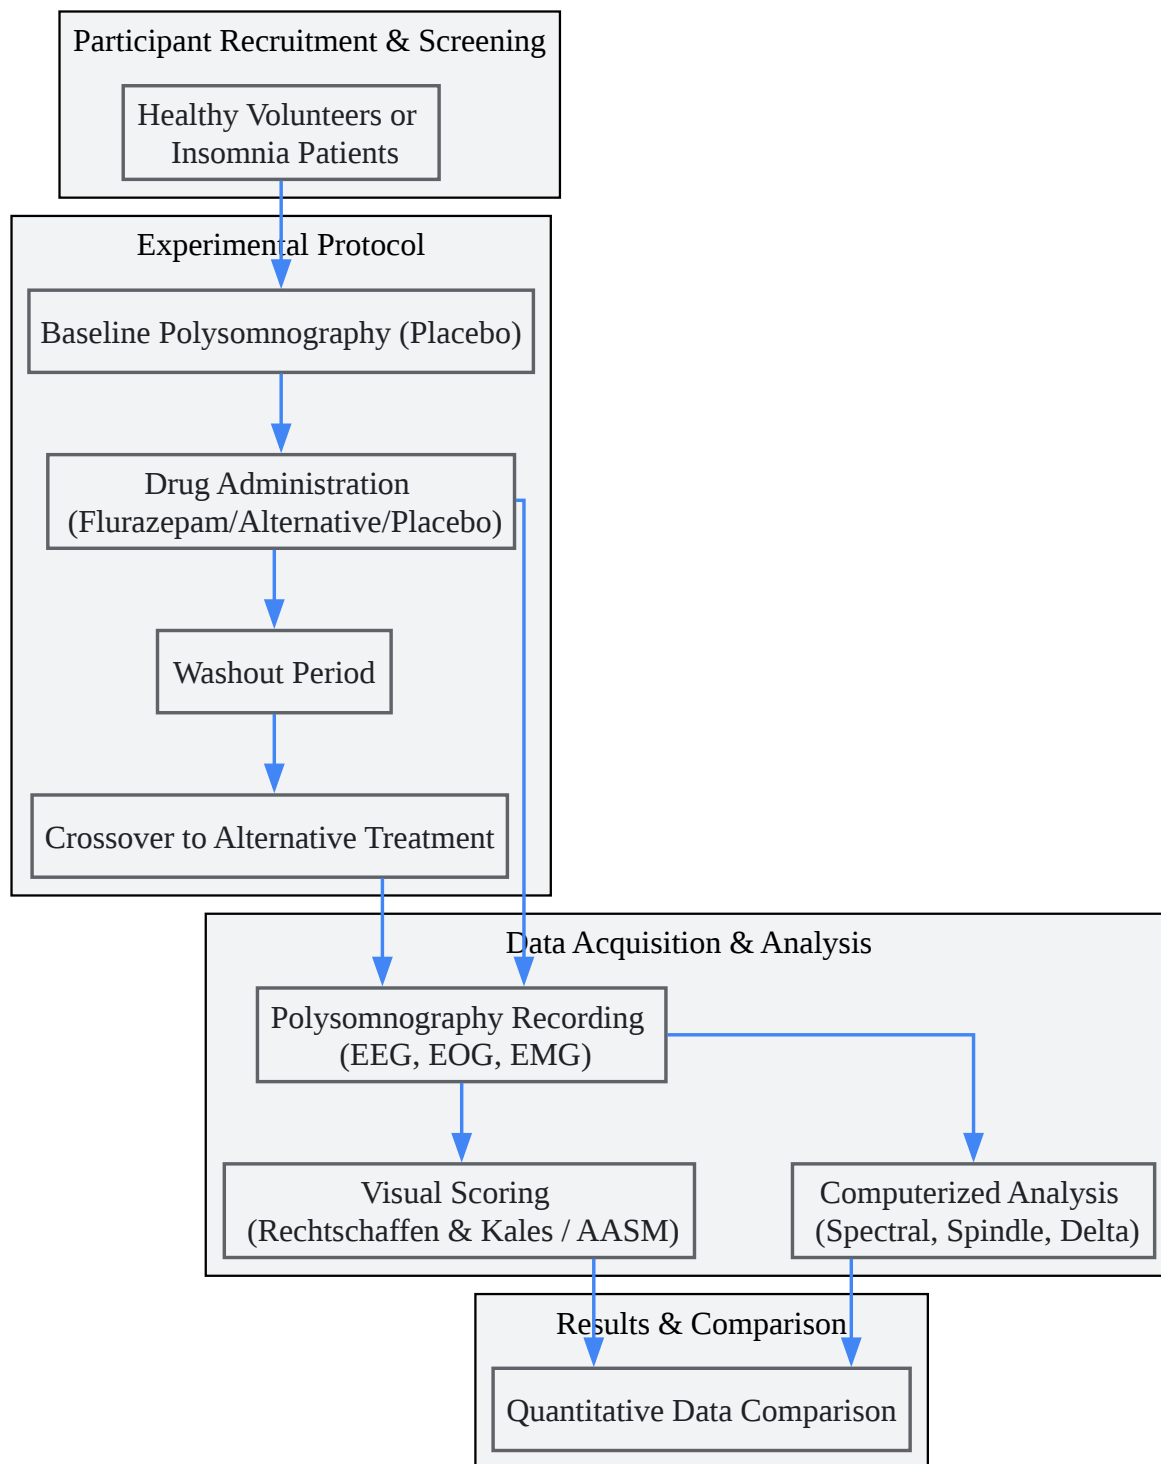 Participant Recruitment & Screening
Healthy Volunteers or
Insomnia Patients
Experimental Protocol
Baseline Polysomnography (Placebo)
Drug Administration
(Flurazepam/Alternative/Placebo)
Washout Period
Crossover to Alternative Treatment
Data Acquisition & Analysis
Polysomnography Recording
(EEG, EOG, EMG)
Visual Scoring
(Rechtschaffen & Kales / AASM)
Computerized Analysis
(Spectral, Spindle, Delta)
Results & Comparison
Quantitative Data Comparison